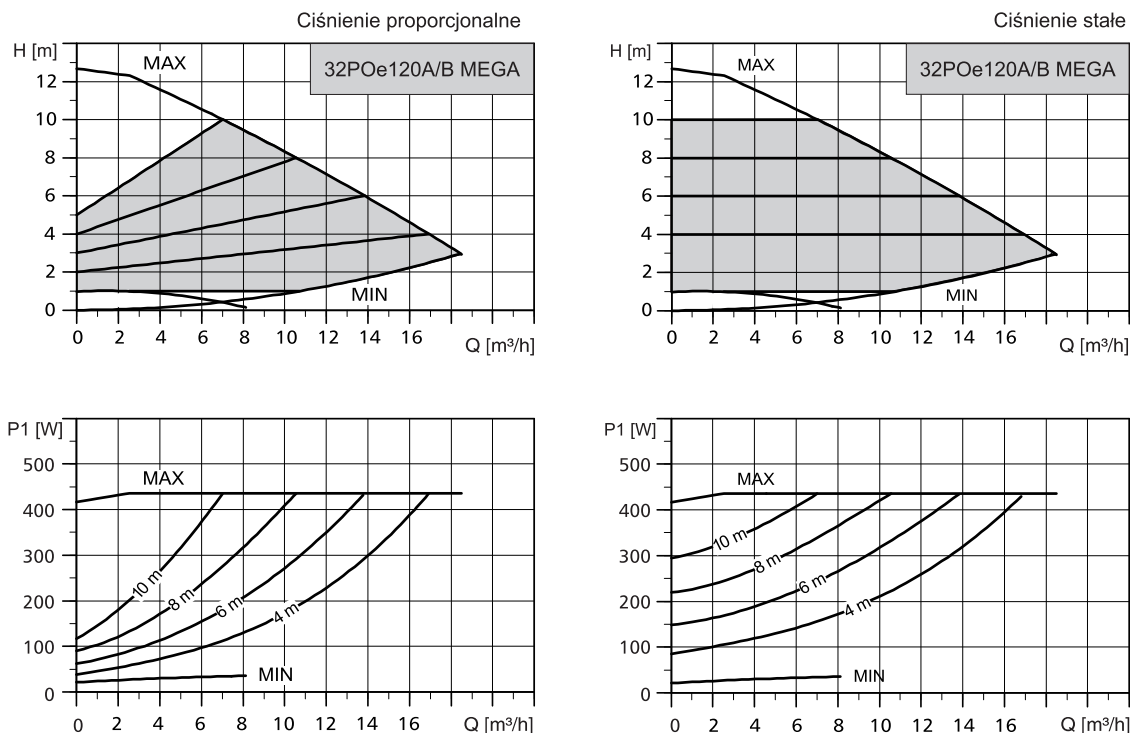 Ciśnienie proporcjonalne
H [m]
MAX
32POe120A/B MEGA
12
10
8
6
4
2
0
MIN
0 2 4 6 8 10 12 14 16
Q [m³/h]
Ciśnienie stałe
H [m]
MAX
32POe120A/B MEGA
12
10
8
6
4
2
0
MIN
0 2 4 6 8 10 12 14 16
Q [m³/h]
P1 [W]
500
400
300
200
100
0
MAX
10 m
8 m
6 m
4 m
MIN
0 2 4 6 8 10 12 14 16
Q [m³/h]
P1 [W]
500
400
300
200
100
0
MAX
10 m
8 m
6 m
4 m
MIN
0 2 4 6 8 10 12 14 16
Q [m³/h]